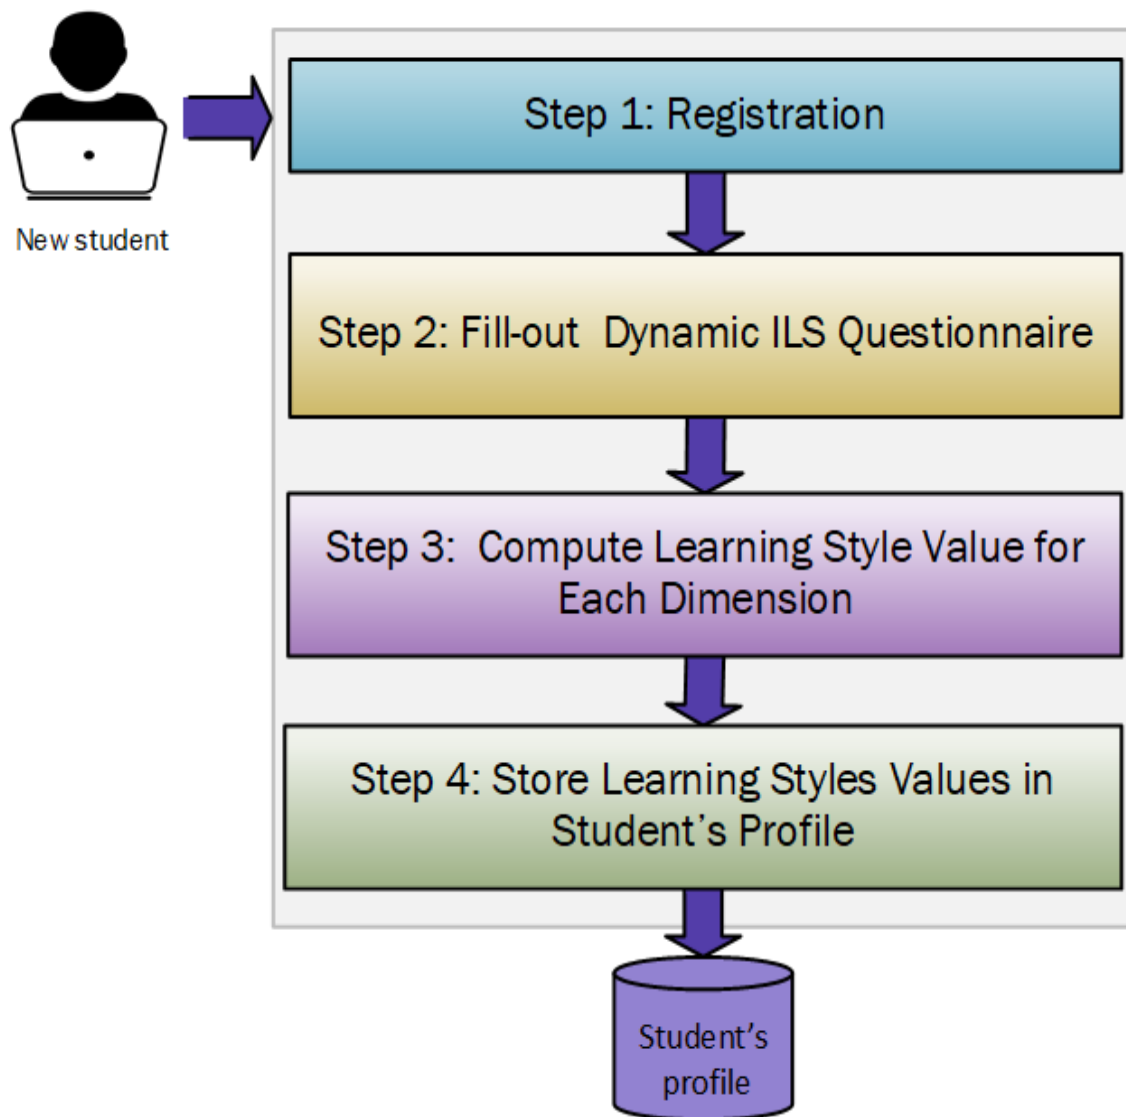 New student
Step 1: Registration
Step 2: Fill-out  Dynamic ILS Questionnaire
Step 3:  Compute Learning Style Value for
Each Dimension
Step 4: Store Learning Styles Values in
Student’s Profile
Student’s
profile